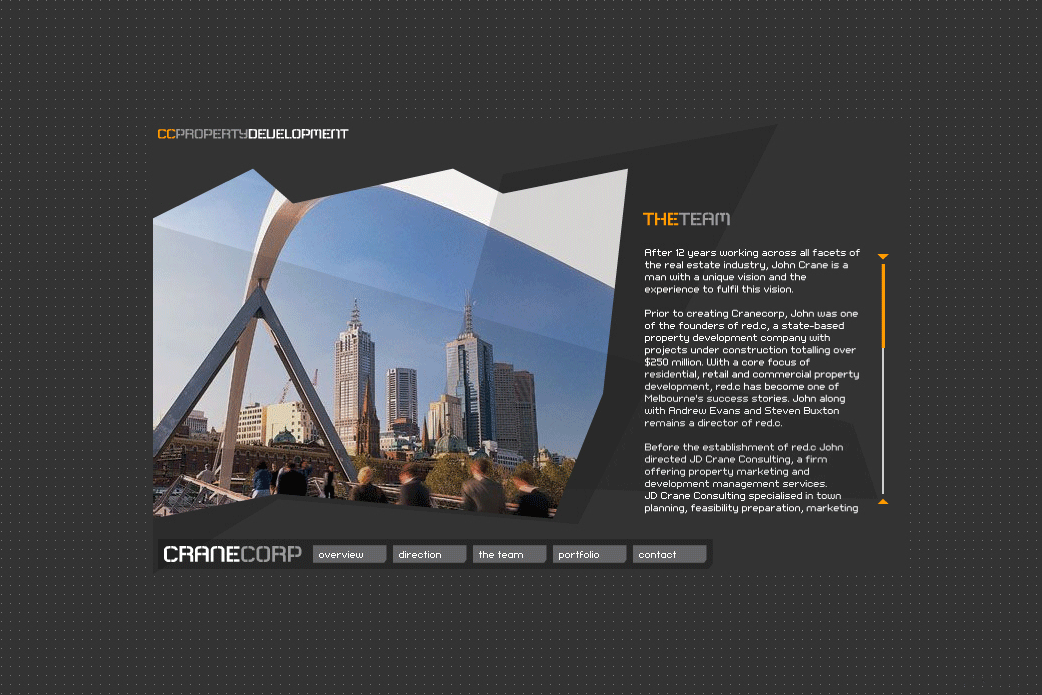 CCPROPERTYDEVELOPMENT
THETEAM
After 12 years working across all facets of
the real estate industry, John Crane is a
man with a unique vision and the
experience to fulfil this vision.
Prior to creating Cranecorp, John was one
of the founders of red.c, a state-based
property development company with
projects under construction totalling over
$250 million. With a core focus of
residential, retail and commercial property
development, red.c has become one of
Melbourne's success stories. John along
with Andrew Evans and Steven Buxton
remains a director of red.c.
Before the establishment of red.c John
directed JD Crane Consulting, a firm
offering property marketing and
development management services.
JD Crane Consulting specialised in town
planning, feasibility preparation, marketing
CRANECORP overview direction the team portfolio contact